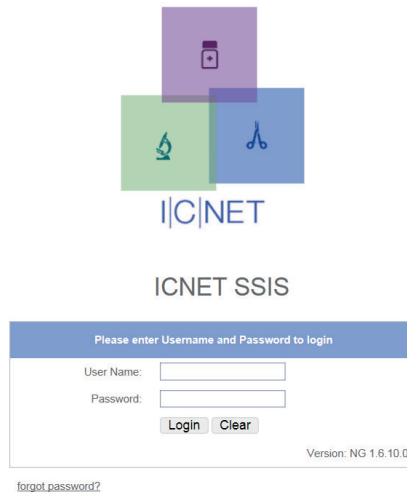 I|C|NET
ICNET SSIS
Please enter Username and Password to login
User Name:
Password:
Login Clear
Version: NG 1.6.10.0
forgot password?